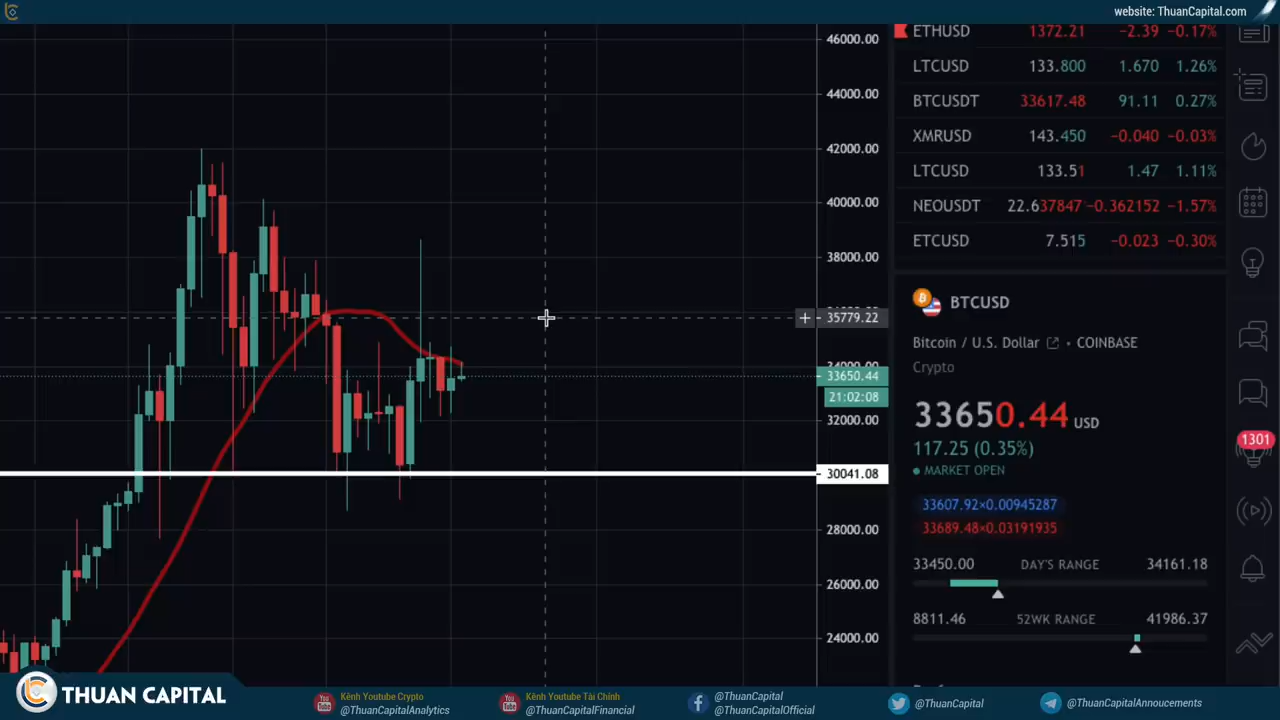 website: ThuanCapital.com
46000.00
44000.00
42000.00
40000.00
38000.00
35779.22
33650.44
21:02:08
32000.00
30041.08
28000.00
26000.00
24000.00
ETHUSD 1372.21 −2.39 −0.17%
LTCUSD 133.800 1.670 1.26%
BTCUSDT 33617.48 91.11 0.27%
XMRUSD 143.450 −0.040 −0.03%
LTCUSD 133.51 1.47 1.11%
NEOUSDT 22.637847 −0.362152 −1.57%
ETCUSD 7.515 −0.023 −0.30%
BTCUSD
Bitcoin / U.S. Dollar • COINBASE
Crypto
33650.44 USD
117.25 (0.35%)
MARKET OPEN
33607.92×0.00945287
33689.48×0.03191935
33450.00 DAY'S RANGE 34161.18
8811.46 52WK RANGE 41986.37
1301
THUAN CAPITAL
Kênh Youtube Crypto
@ThuanCapitalAnalytics
Kênh Youtube Tài Chính
@ThuanCapitalFinancial
@ThuanCapital
@ThuanCapitalOfficial
@ThuanCapital
@ThuanCapitalAnnoucements